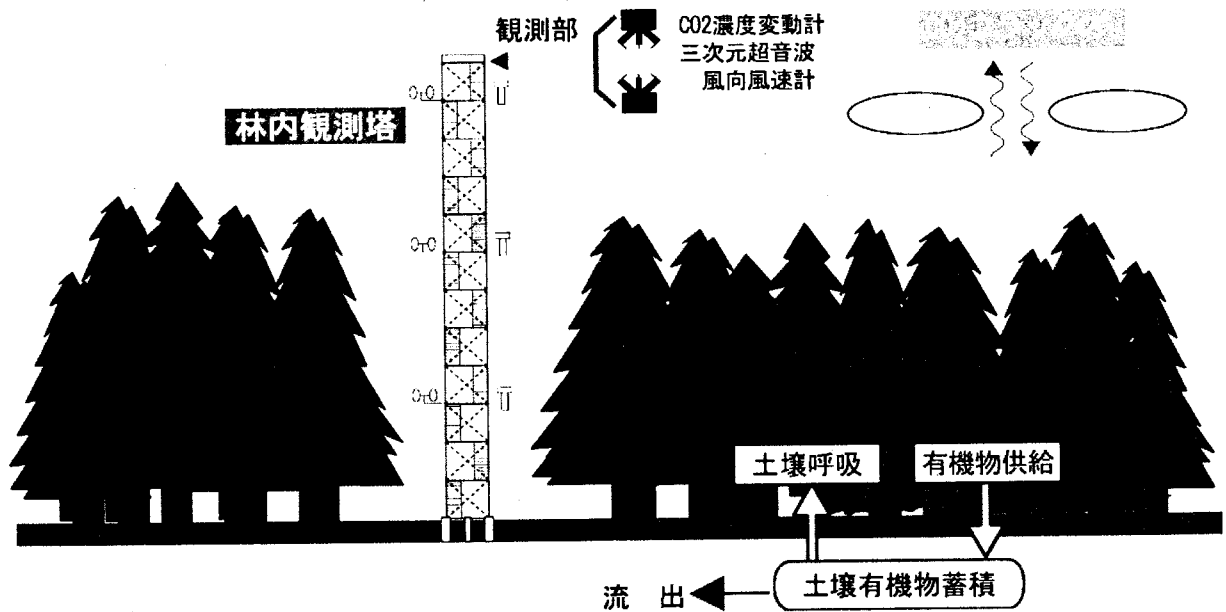 観測部
CO2濃度変動計
三次元超音波
風向風速計
林内観測塔
土壌呼吸
有機物供給
土壌有機物蓄積
流出